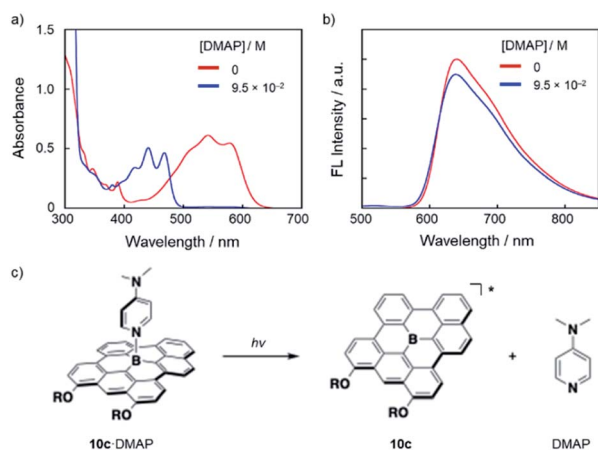 a)
1.5
1.0
0.5
0
Absorbance
[DMAP] / M
0
9.5 × 10⁻²
300 400 500 600 700
Wavelength / nm
b)
FL Intensity / a.u.
[DMAP] / M
0
9.5 × 10⁻²
500 600 700 800
Wavelength / nm
c)
N
N
B
RO
RO
10c·DMAP
hν
*
B
RO
RO
10c
+
N
N
DMAP